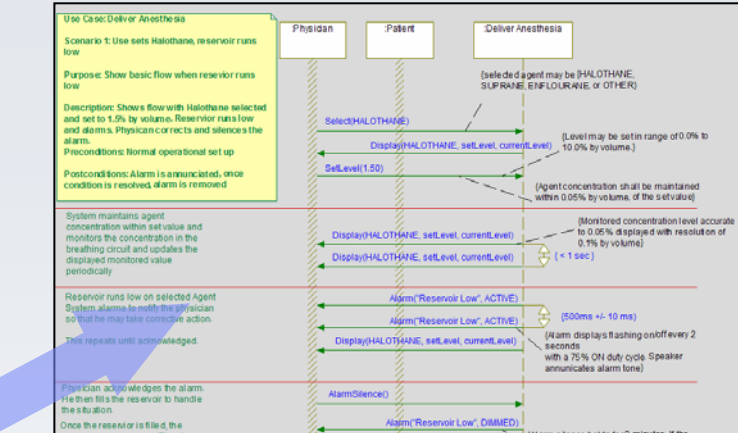 Use Case: Deliver Anesthesia
Scenario 1: Use sets Halothane, reservoir runs
low
Purpose: Show basic flow when resevior runs
low
Description: Shows flow with Halothane selected
and set to 1.5% by volume. Reservior runs low
and alarms. Physican corrects and silences the
alarm.
Preconditions: Normal operational set up
Postconditions: Alarm is annunciated, once
condition is resolved, alarm is removed
:Physidan
:Patient
:Deliver Anesthesia
{selected agent may be {HALOTHANE,
SUPRANE, ENFLOURANE, or OTHER}
Select(HALOTHANE)
Display(HALOTHANE, setLevel, currentLevel)
{Level may be set in range of 0.0% to
10.0% by volume.}
SetLevel(1.50)
{Agent concentration shall be maintained
within 0.05% by volume, of the set value}
System maintains agent
concentration within set value and
monitors the concentration in the
breathing circuit and updates the
displayed monitored value
periodically
{Monitored concentration level accurate
to 0.05% displayed with resolution of
0.1% by volume}
Display(HALOTHANE, setLevel, currentLevel)
Display(HALOTHANE, setLevel, currentLevel)
{ < 1 sec }
Reservoir runs low on selected Agent
System alarms to notify the physician
so that he may take corrective action.
This repeats until acknowledged.
Alarm("Reservoir Low", ACTIVE)
Alarm("Reservoir Low", ACTIVE)
{500ms +/- 10 ms}
Display(HALOTHANE, setLevel, currentLevel)
{Alarm displays flashing on/off every 2
seconds
with a 75% ON duty cycle. Speaker
annunicates alarm tone}
Physician acknowledges the alarm.
He then fills the reservoir to handle
the situation.
Once the reservior is filled, the
AlarmSilence()
Alarm("Reservoir Low", DIMMED)